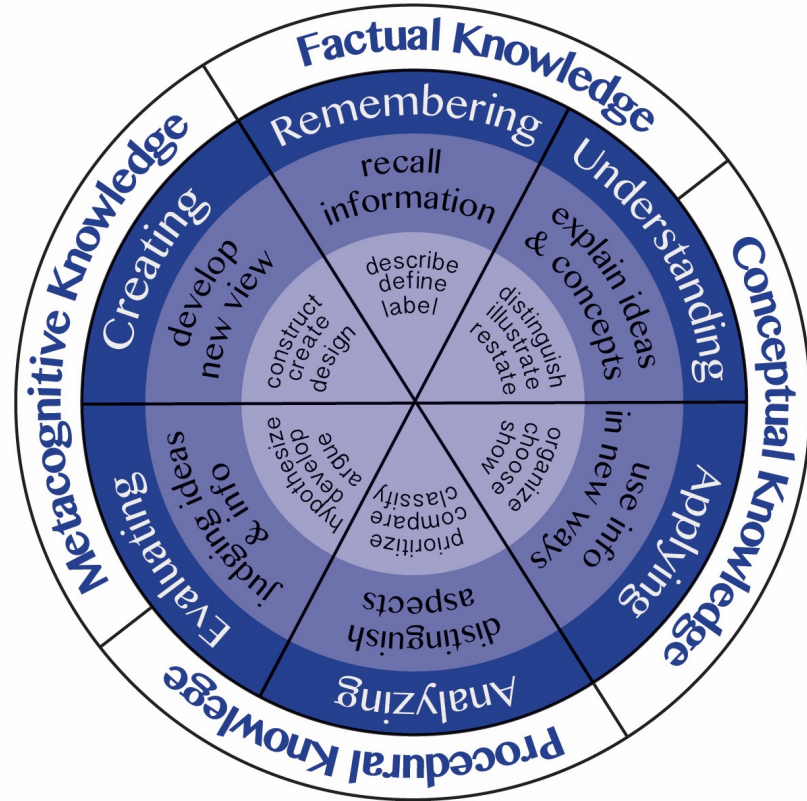 Factual Knowledge
Conceptual Knowledge
Procedural Knowlege
Metacognitive Knowledge
Remembering
recall
information
describe
define
label
Understanding
explain ideas
& concepts
distinguish
illustrate
restate
Applying
use info
in new ways
organize
choose
show
Analyzing
distinguish
aspects
prioritize
compare
classify
Evaluating
judging ideas
& info
hypothesize
develop
argue
Creating
develop
new view
construct
create
design